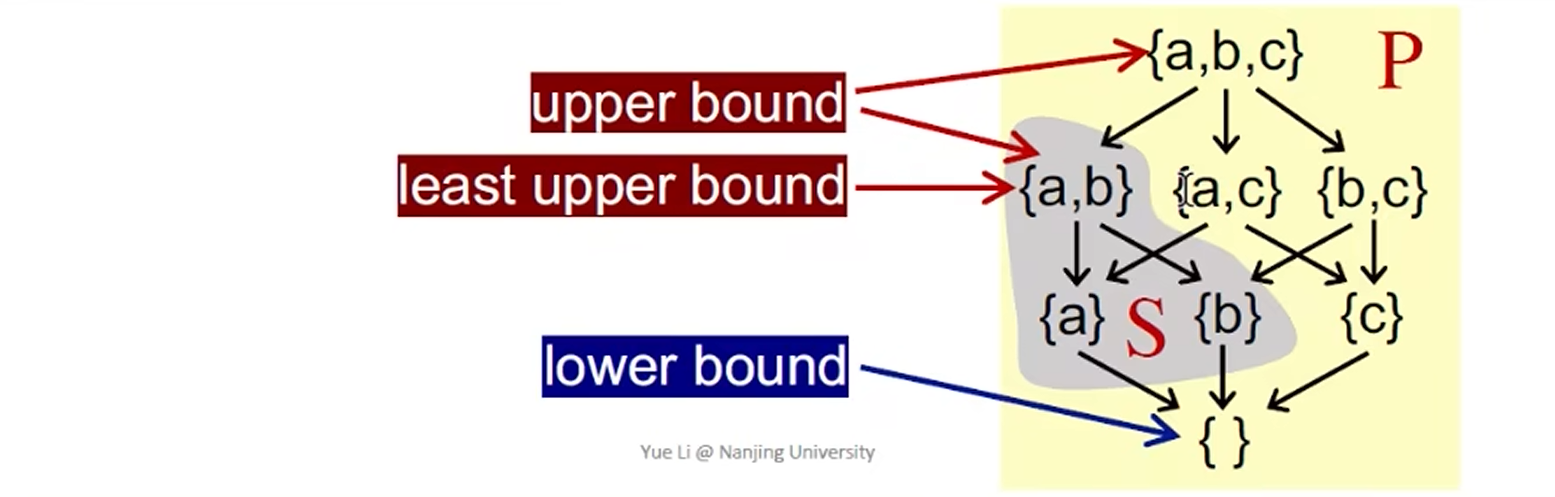 {a,b,c} P
upper bound
least upper bound {a,b} {a,c} {b,c}
{a} S {b} {c}
lower bound
{ }
Yue Li @ Nanjing University